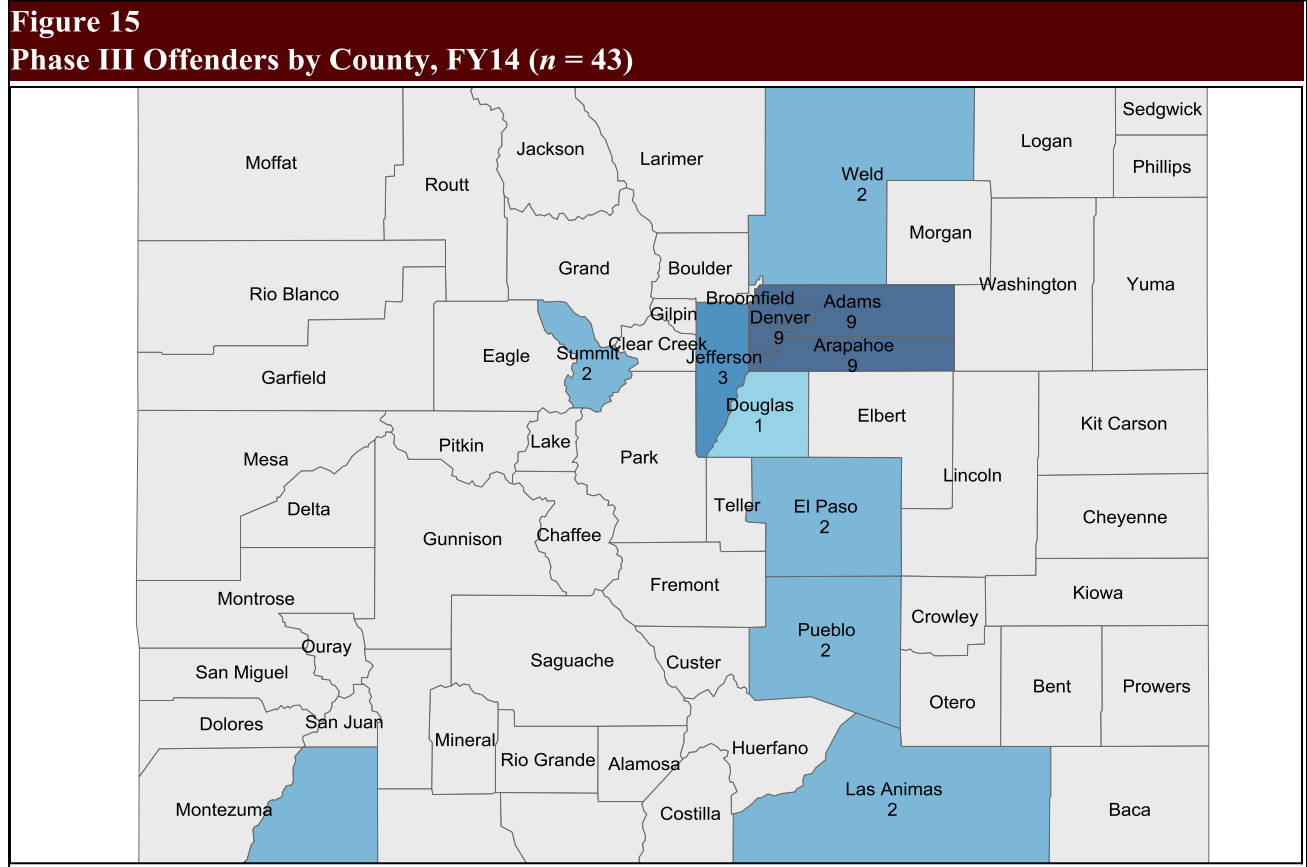 Figure 15
Phase III Offenders by County, FY14 (n = 43)
Sedgwick
Logan
Jackson
Larimer
Moffat
Phillips
Weld
2
Routt
Morgan
Grand
Boulder
Washington
Yuma
Rio Blanco
Broomfield
Adams
9
Gilpin
Denver
9
Clear Creek
Arapahoe
9
Eagle
Summit
2
Jefferson
3
Garfield
Douglas
1
Elbert
Kit Carson
Lake
Pitkin
Park
Mesa
Lincoln
Teller
El Paso
2
Delta
Cheyenne
Chaffee
Gunnison
Fremont
Kiowa
Montrose
Crowley
Pueblo
2
Ouray
Saguache
Custer
San Miguel
Bent
Prowers
Otero
Dolores
San Juan
Mineral
Huerfano
Rio Grande
Alamosa
Las Animas
2
Montezuma
Costilla
Baca